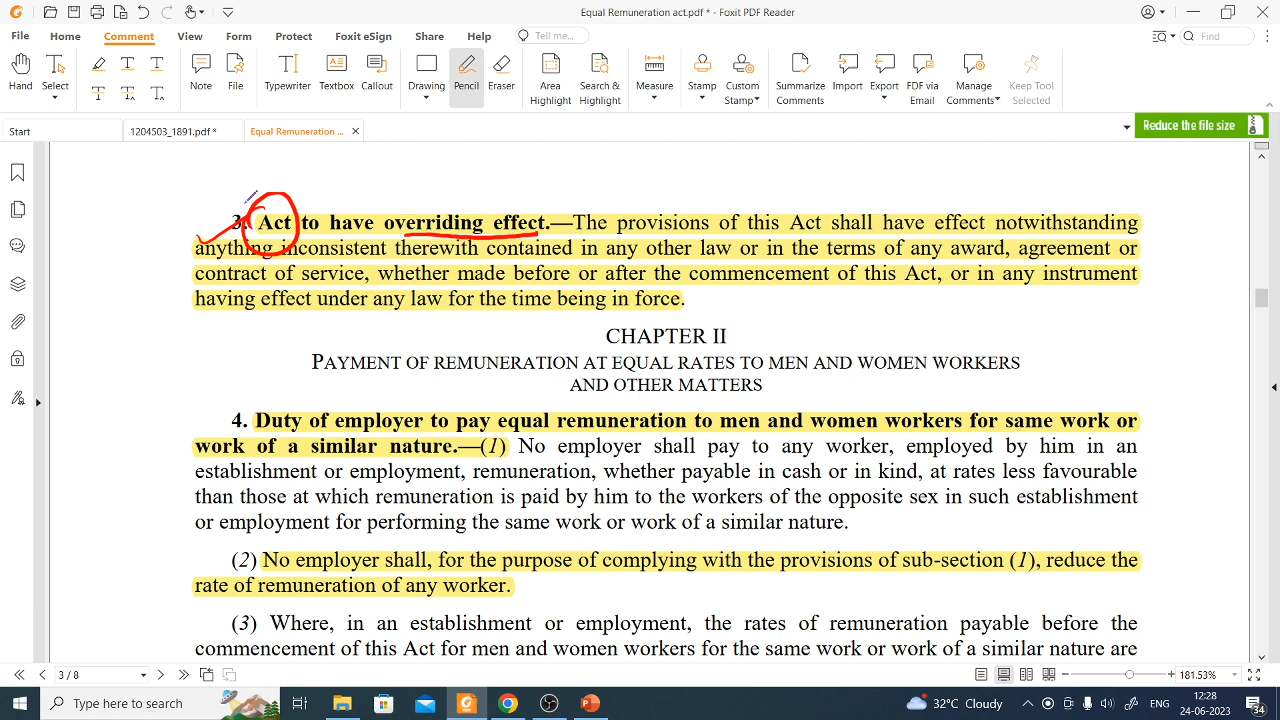 Equal Remuneration act.pdf * - Foxit PDF Reader
File Home Comment View Form Protect Foxit eSign Share Help Tell me... Find
Hand Select Note File Typewriter Textbox Callout Drawing Pencil Eraser Area Highlight Search & Highlight Measure Stamp Custom Stamp Summarize Comments Import Export FDF via Email Manage Comments Keep Tool Selected
Start 1204503_1891.pdf * Equal Remuneration ... Reduce the file size
3. Act to have overriding effect.—The provisions of this Act shall have effect notwithstanding
anything inconsistent therewith contained in any other law or in the terms of any award, agreement or
contract of service, whether made before or after the commencement of this Act, or in any instrument
having effect under any law for the time being in force.
CHAPTER II
PAYMENT OF REMUNERATION AT EQUAL RATES TO MEN AND WOMEN WORKERS
AND OTHER MATTERS
4. Duty of employer to pay equal remuneration to men and women workers for same work or
work of a similar nature.—(1) No employer shall pay to any worker, employed by him in an
establishment or employment, remuneration, whether payable in cash or in kind, at rates less favourable
than those at which remuneration is paid by him to the workers of the opposite sex in such establishment
or employment for performing the same work or work of a similar nature.
(2) No employer shall, for the purpose of complying with the provisions of sub-section (1), reduce the
rate of remuneration of any worker.
(3) Where, in an establishment or employment, the rates of remuneration payable before the
commencement of this Act for men and women workers for the same work or work of a similar nature are
3 / 8 181.53%
Type here to search 32°C Cloudy ENG 12:28
24-06-2023 34